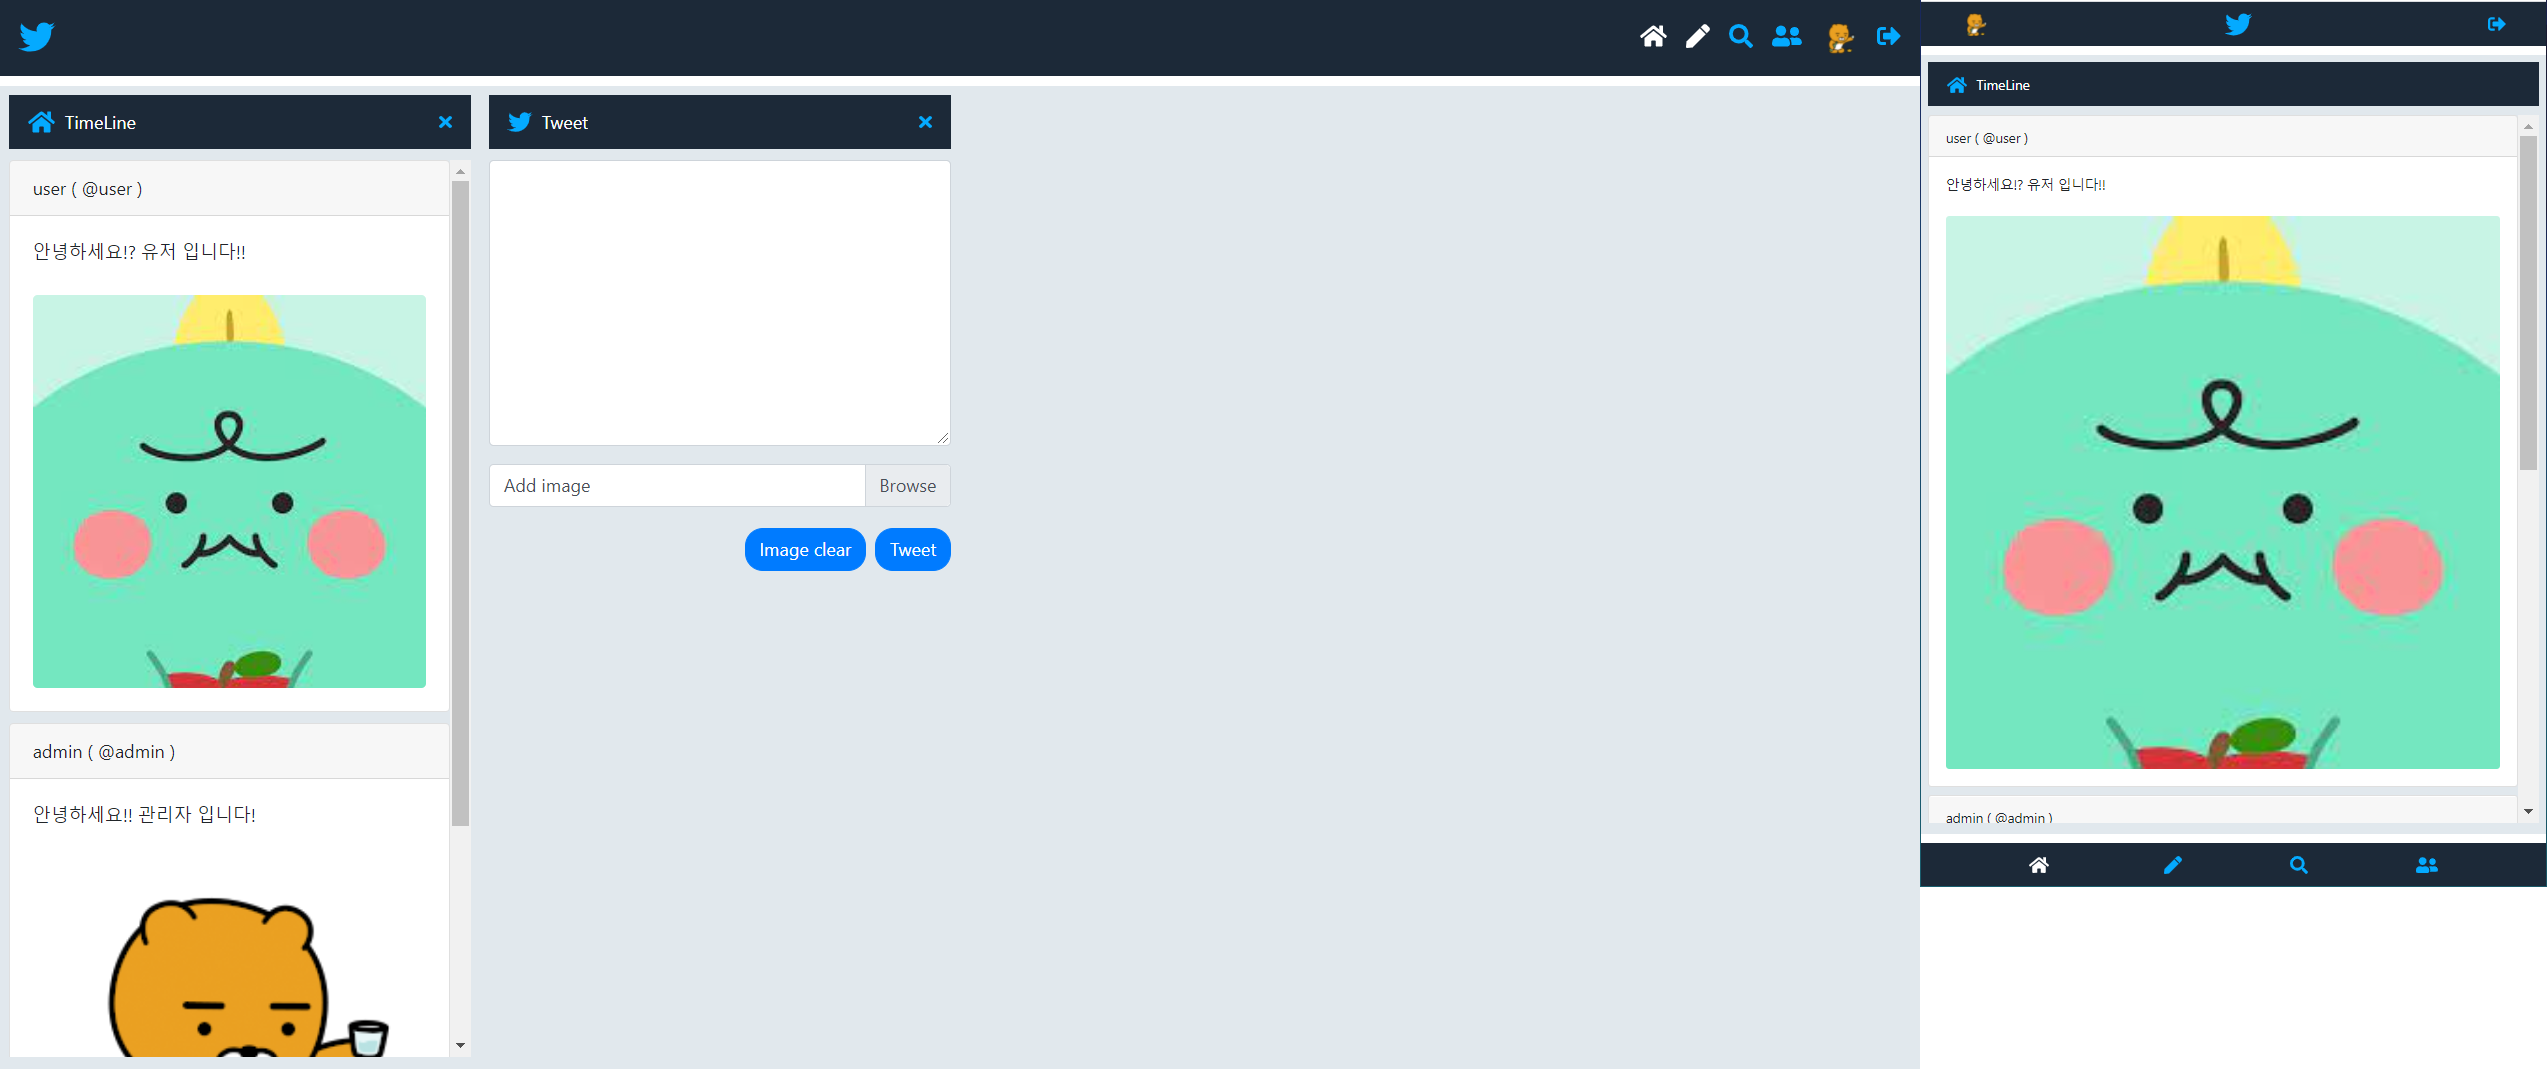 TimeLine
user ( @user )
안녕하세요!? 유저 입니다!!
admin ( @admin )
안녕하세요!! 관리자 입니다!
Tweet
Add image
Browse
Image clear
Tweet
TimeLine
user ( @user )
안녕하세요!? 유저 입니다!!
admin ( @admin )